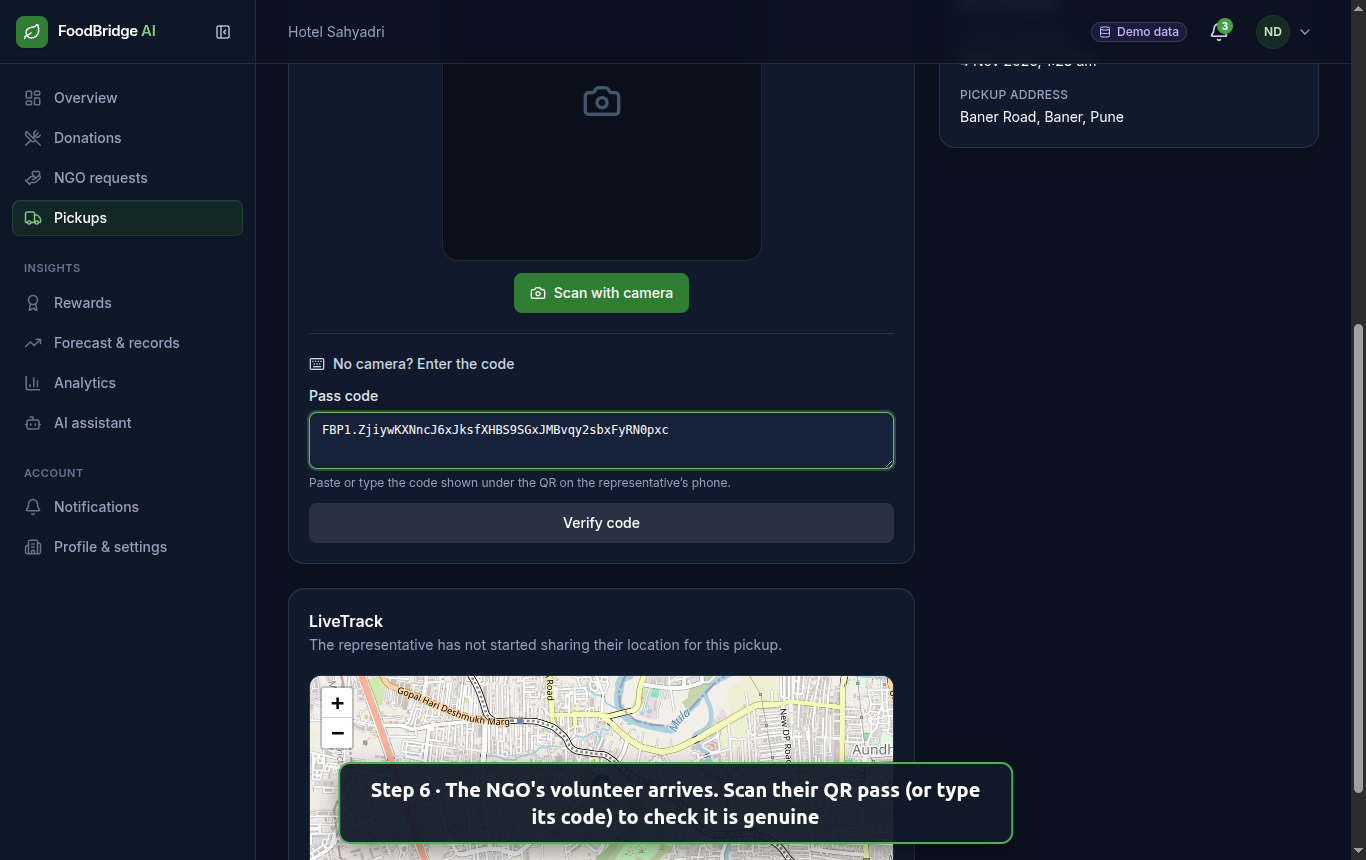 FoodBridge AI
Hotel Sahyadri
Demo data
3
ND
Overview
Donations
NGO requests
Pickups
INSIGHTS
Rewards
Forecast & records
Analytics
AI assistant
ACCOUNT
Notifications
Profile & settings
Scan with camera
No camera? Enter the code
Pass code
FBP1.ZjiywKXNncJ6xJksfXHBS9SGxJMBvqy2sbxFyRN0pxc
Paste or type the code shown under the QR on the representative's phone.
Verify code
PICKUP ADDRESS
Baner Road, Baner, Pune
LiveTrack
The representative has not started sharing their location for this pickup.
+
−
Gopal Hari Deshmukh Marg
Road
Mula
New DP Road
Aundh
Step 6 · The NGO's volunteer arrives. Scan their QR pass (or type
its code) to check it is genuine